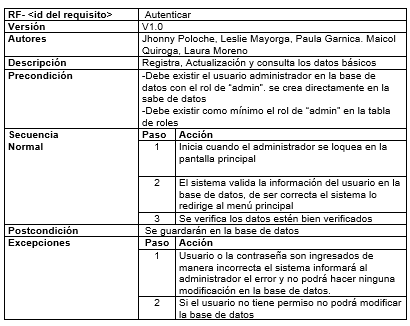 RF- <id del requisito> Autenticar
Versión V1.0
Autores Jhonny Poloche, Leslie Mayorga, Paula Garnica. Maicol
Quiroga, Laura Moreno
Descripción Registra, Actualización y consulta los datos básicos
Precondición -Debe existir el usuario administrador en la base de
datos con el rol de “admin”. se crea directamente en la
sabe de datos
-Debe existir como mínimo el rol de “admin” en la tabla
de roles
Secuencia Paso Acción
Normal 1 Inicia cuando el administrador se loquea en la
pantalla principal
2 El sistema valida la información del usuario en la
base de datos, de ser correcta el sistema lo
redirige al menú principal
3 Se verifica los datos estén bien verificados
Postcondición Se guardarán en la base de datos
Excepciones Paso Acción
1 Usuario o la contraseña son ingresados de
manera incorrecta el sistema informará al
administrador el error y no podrá hacer ninguna
modificación en la base de datos.
2 Si el usuario no tiene permiso no podrá modificar
la base de datos